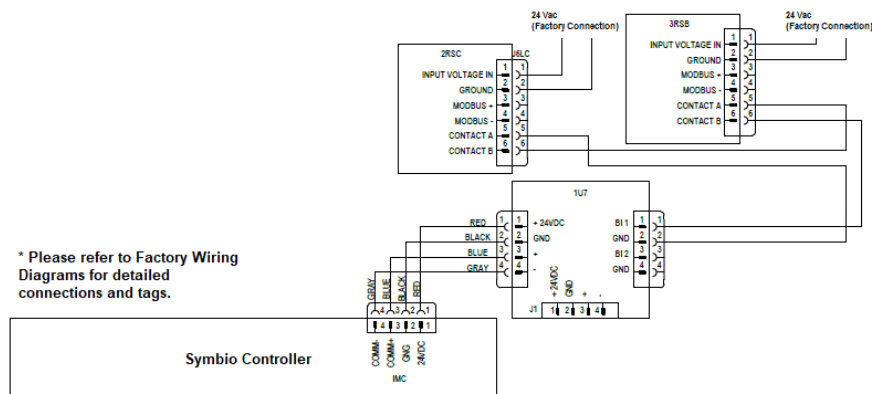 24 Vac
(Factory Connection)
3RSB
24 Vac
(Factory Connection)
INPUT VOLTAGE IN 1 1
GROUND 2 2
MODBUS + 3 3
MODBUS - 4 4
CONTACT A 5 5
CONTACT B 6 6
2RSC
J6LC
INPUT VOLTAGE IN 1 1
GROUND 2 2
MODBUS + 3 3
MODBUS - 4 4
CONTACT A 5 5
CONTACT B 6 6
1U7
RED 1 1 + 24VDC
BLACK 2 2 GND
BLUE 3 3 +
GRAY 4 4 -
BI 1 1 1
GND 2 2
BI 2 3 3
GND 4 4
+ 24VDC
GND
+
-
J1 1 2 3 4
* Please refer to Factory Wiring
Diagrams for detailed
connections and tags.
GRAY
BLUE
BLACK
RED
4 3 2 1
4 3 2 1
COMM-
COMM+
GNG
24VDC
IMC
Symbio Controller